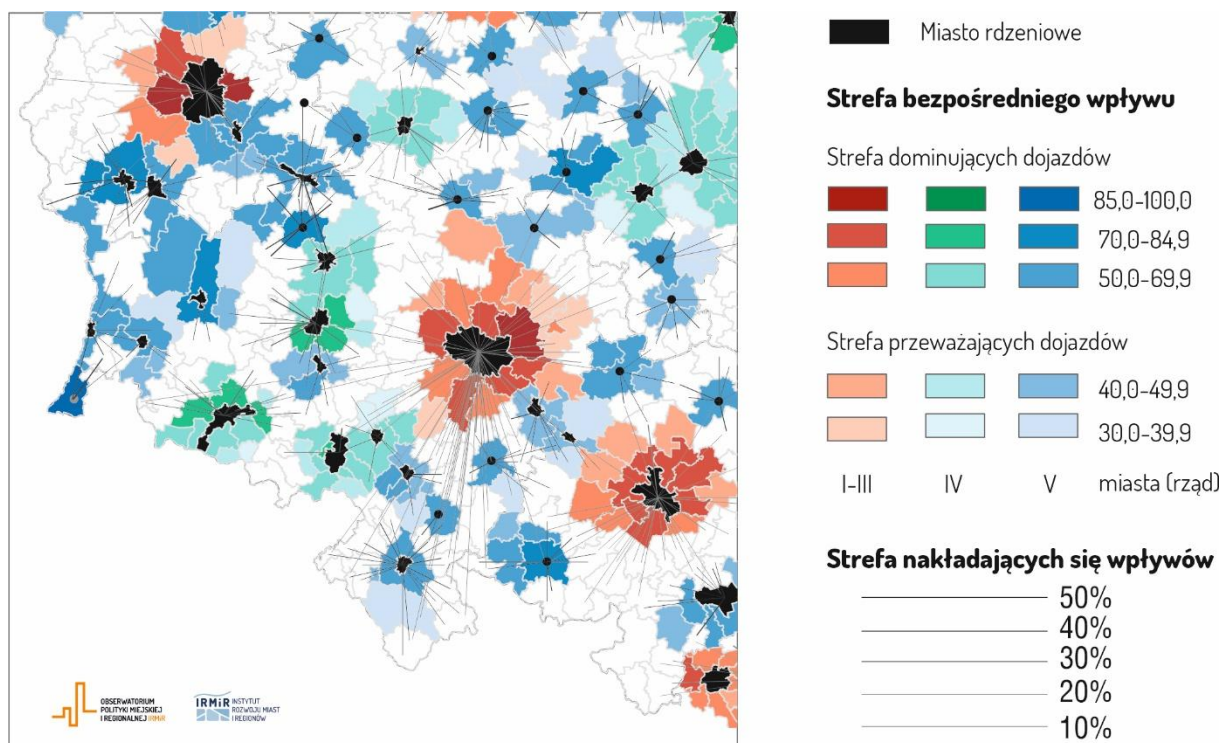 Miasto rdzeniowe
Strefa bezpośredniego wpływu
Strefa dominujących dojazdów
85,0-100,0
70,0-84,9
50,0-69,9
Strefa przeważających dojazdów
40,0-49,9
30,0-39,9
I-III IV V miasta (rząd)
Strefa nakładających się wpływów
50%
40%
30%
20%
10%
OBSERWATORIUM
POLITYKI MIEJSKIEJ
I REGIONALNEJ IRMiR
IRMiR
INSTYTUT
ROZWOJU MIAST
I REGIONÓW